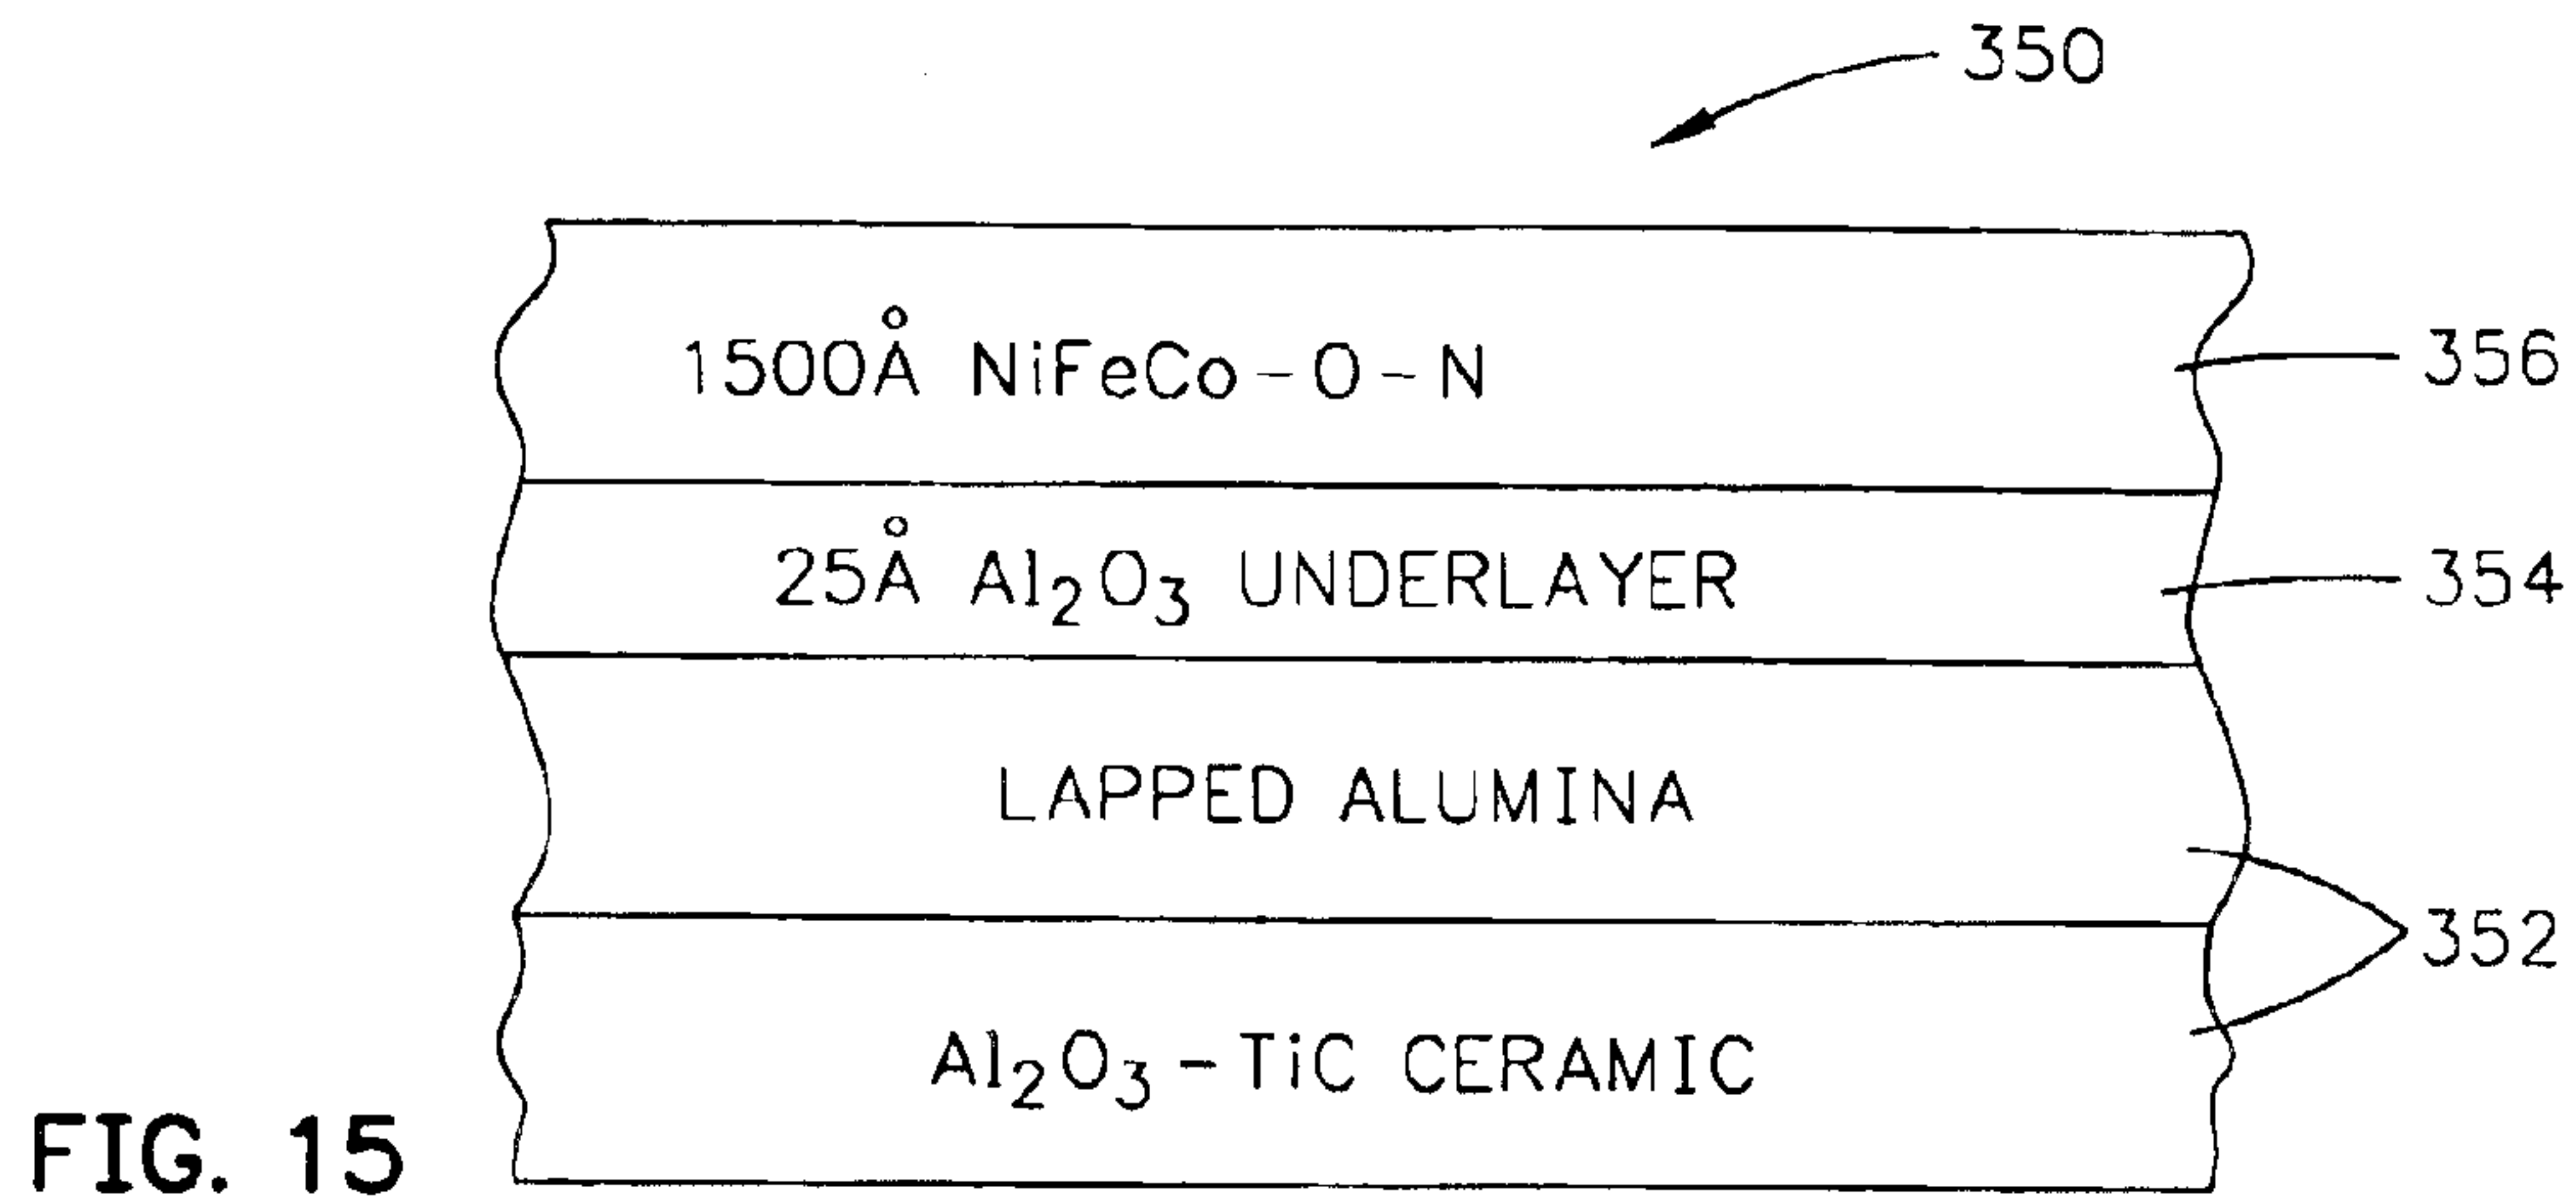 350
1500Å NiFeCo-O-N
356
25Å Al₂O₃ UNDERLAYER
354
LAPPED ALUMINA
352
Al₂O₃-TiC CERAMIC
FIG. 15